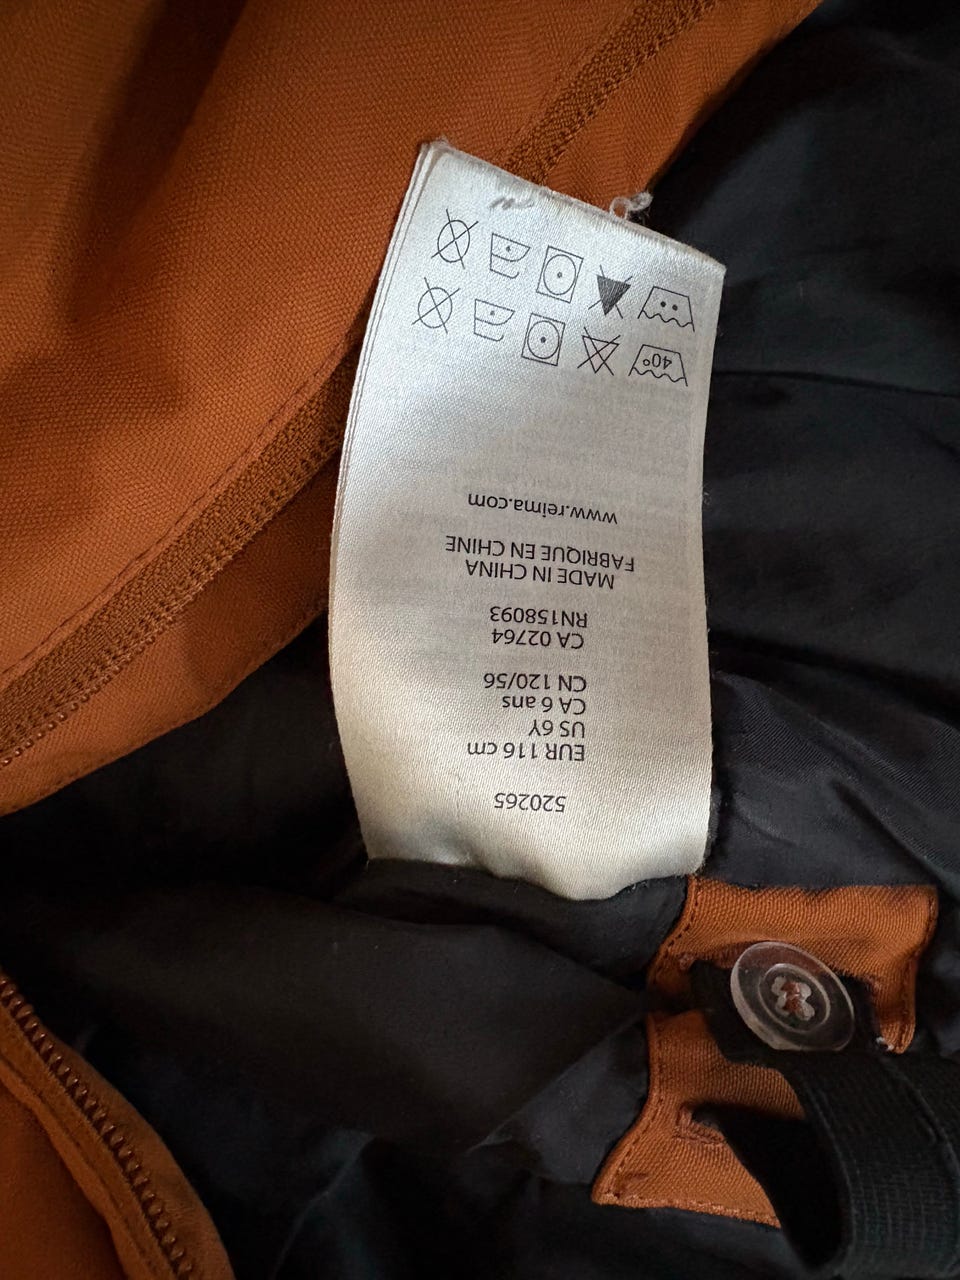 520265
EUR 116 cm
US 6Y
CA 6 ans
CN 120/56
CA 02764
RN158093
MADE IN CHINA
FABRIQUE EN CHINE
www.reima.com
40°